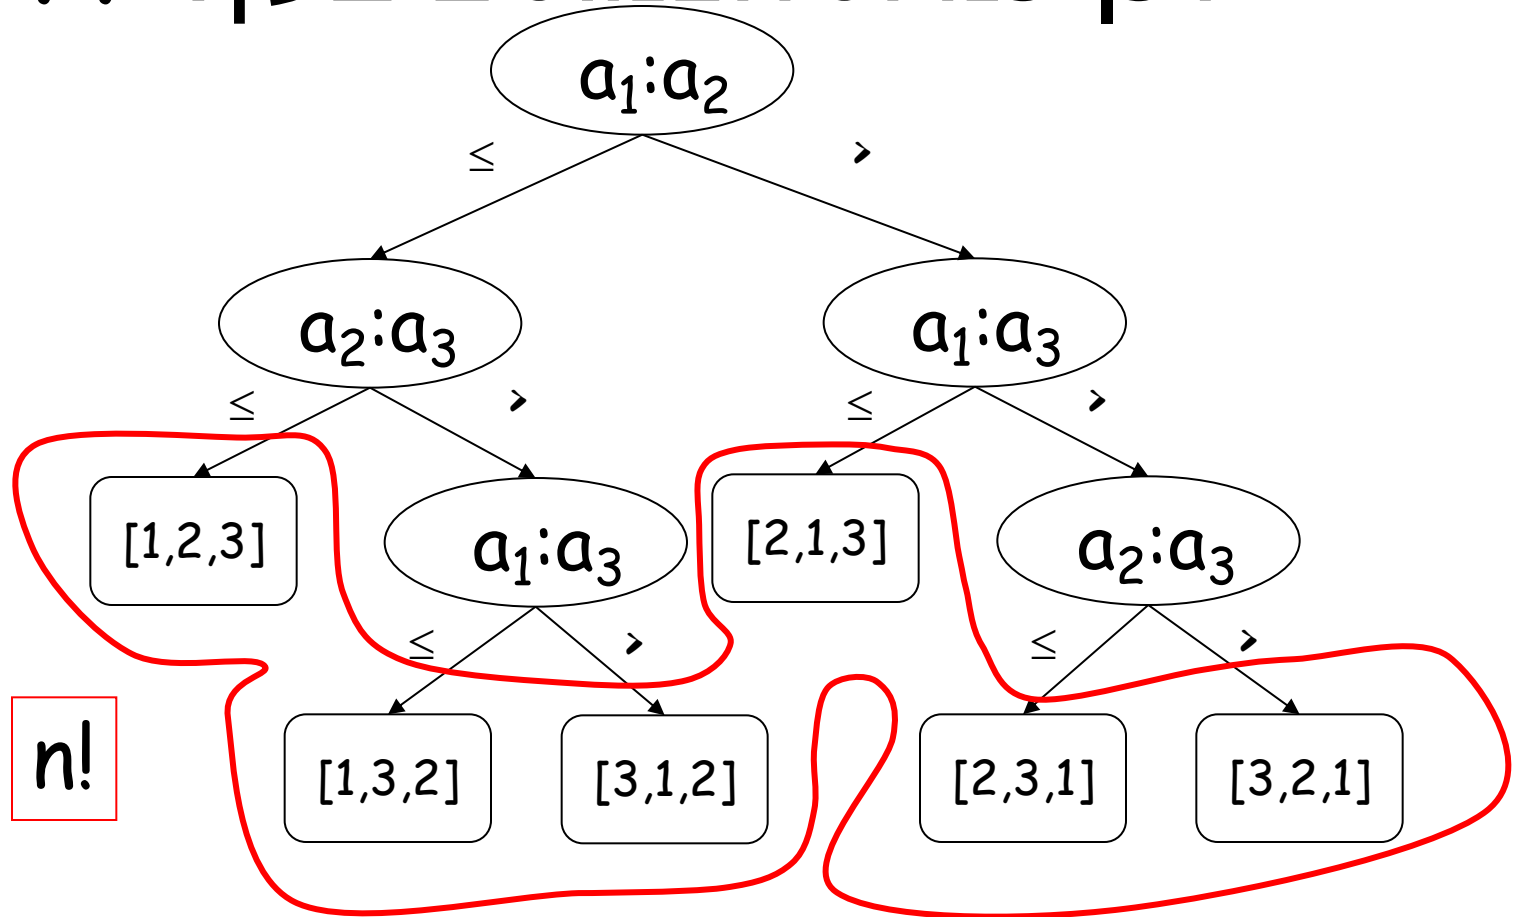 a₁:a₂
≤ >
a₂:a₃ a₁:a₃
≤ > ≤ >
[1,2,3] a₁:a₃ [2,1,3] a₂:a₃
≤ > ≤ >
n! [1,3,2] [3,1,2] [2,3,1] [3,2,1]